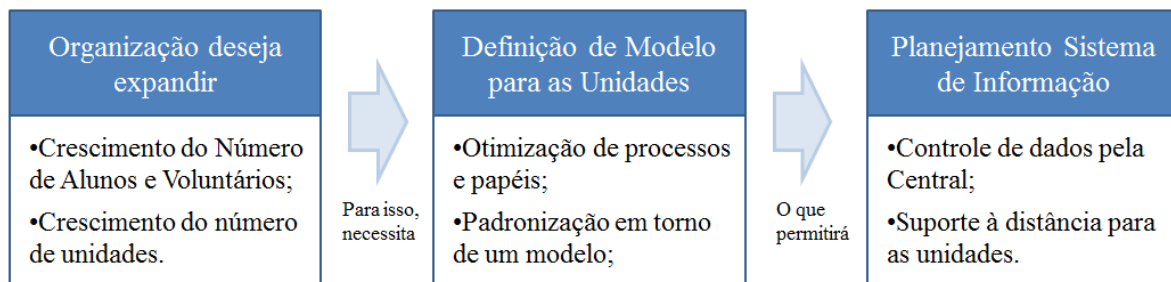 Organização deseja
expandir
•Crescimento do Número
de Alunos e Voluntários;
•Crescimento do número
de unidades.
Para isso,
necessita
Definição de Modelo
para as Unidades
•Otimização de processos
e papéis;
•Padronização em torno
de um modelo;
O que
permitirá
Planejamento Sistema
de Informação
•Controle de dados pela
Central;
•Suporte à distância para
as unidades.